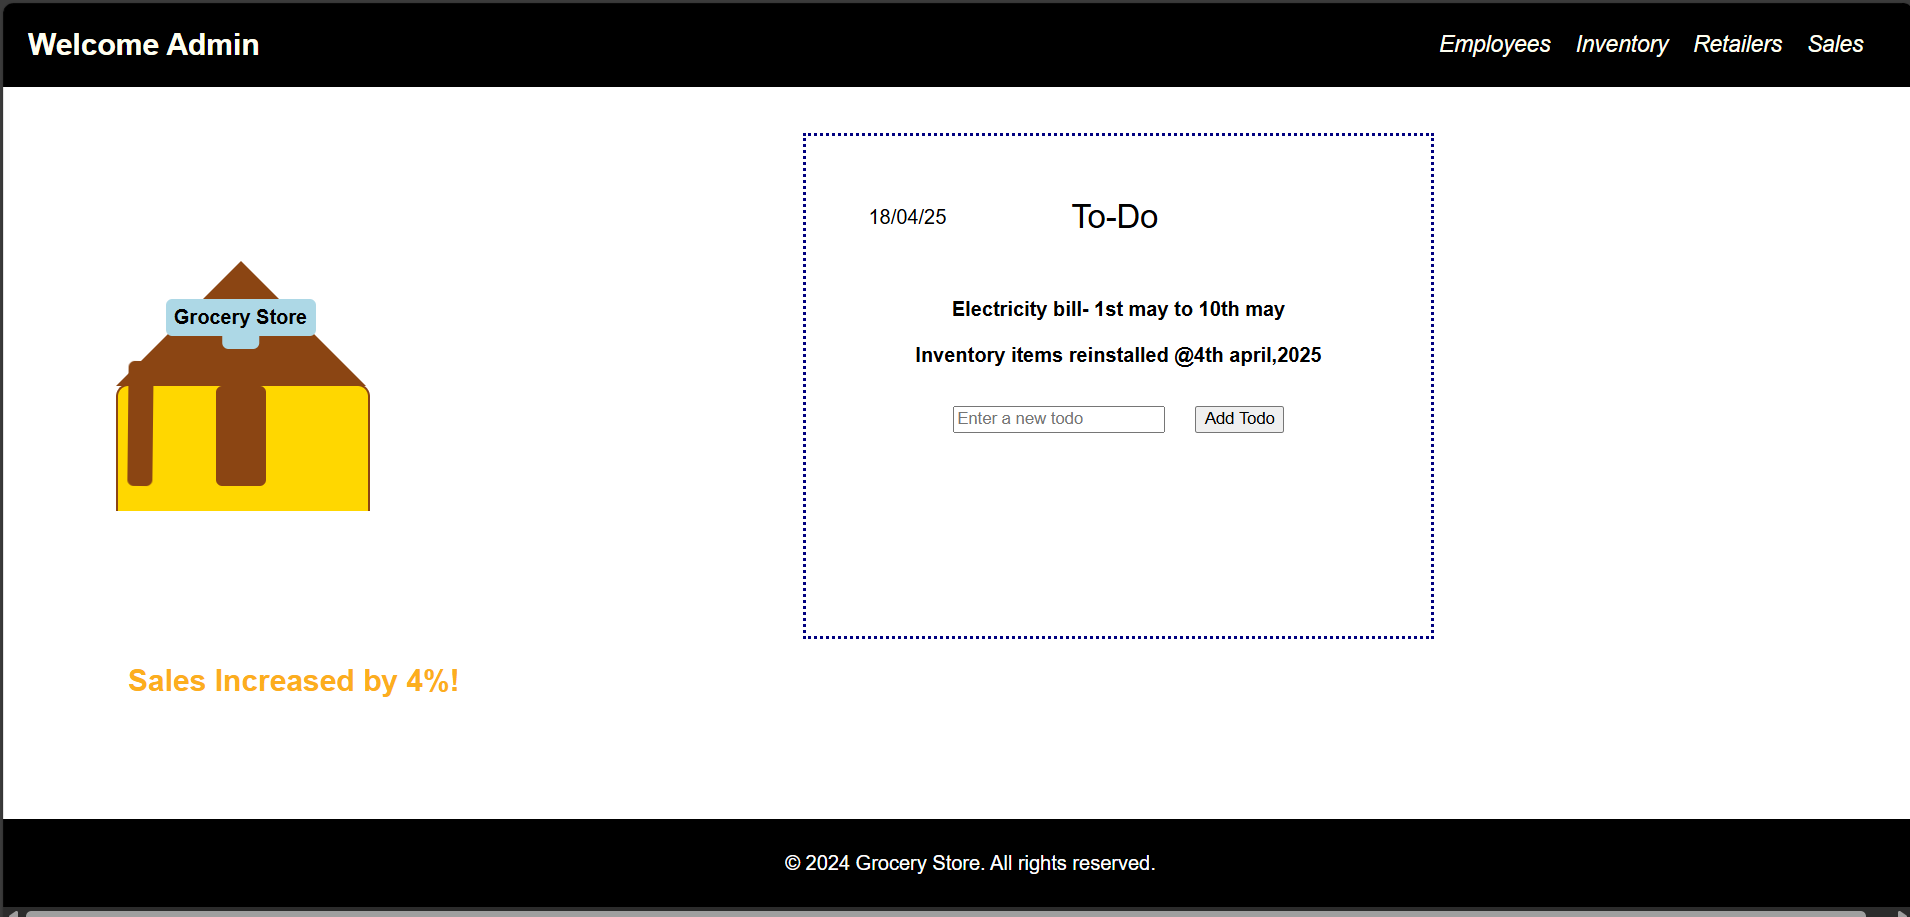 Welcome Admin
Employees Inventory Retailers Sales
18/04/25 To-Do
Grocery Store
Electricity bill- 1st may to 10th may
Inventory items reinstalled @4th april,2025
Enter a new todo Add Todo
Sales Increased by 4%!
© 2024 Grocery Store. All rights reserved.